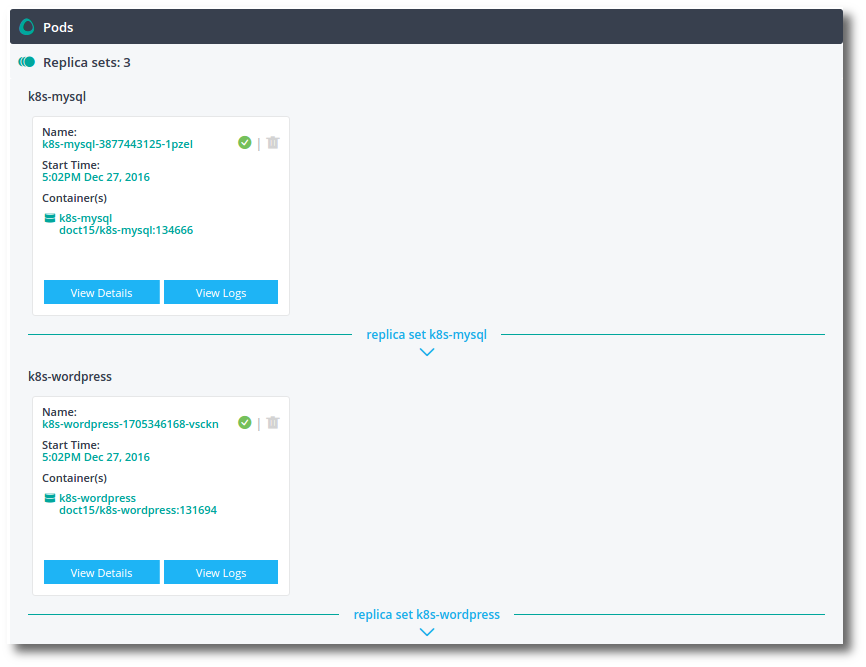 Pods
Replica sets: 3
k8s-mysql
Name:
k8s-mysql-3877443125-1pzel
Start Time:
5:02PM Dec 27, 2016
Container(s)
k8s-mysql
doct15/k8s-mysql:134666
View Details View Logs
replica set k8s-mysql
k8s-wordpress
Name:
k8s-wordpress-1705346168-vsckn
Start Time:
5:02PM Dec 27, 2016
Container(s)
k8s-wordpress
doct15/k8s-wordpress:131694
View Details View Logs
replica set k8s-wordpress